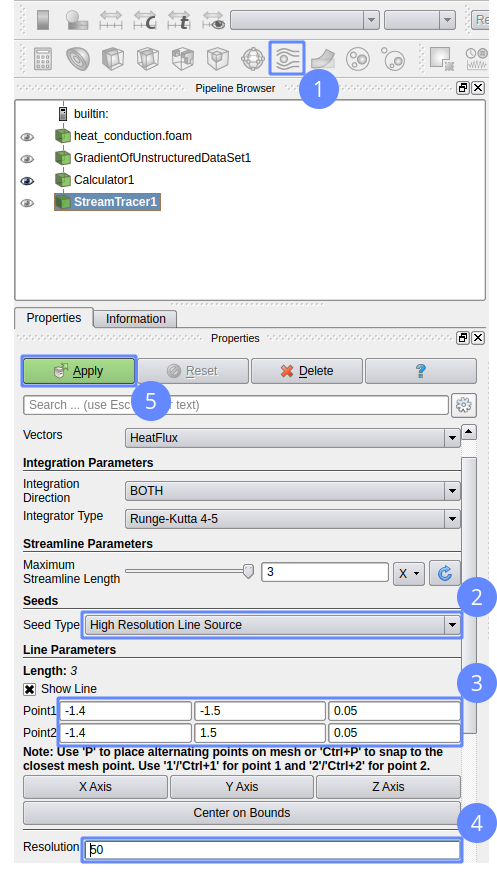 Re
1
Pipeline Browser
builtin:
heat_conduction.foam
GradientOfUnstructuredDataSet1
Calculator1
StreamTracer1
Properties Information
Properties
Apply Reset Delete ?
5
Search ... (use Esc r text)
Vectors HeatFlux
Integration Parameters
Integration
Direction BOTH
Integrator Type Runge-Kutta 4-5
Streamline Parameters
Maximum
Streamline Length 3 X
2
Seeds
Seed Type High Resolution Line Source
Line Parameters
Length: 3
3
Show Line
Point1 -1.4 -1.5 0.05
Point2 -1.4 1.5 0.05
Note: Use 'P' to place alternating points on mesh or 'Ctrl+P' to snap to the
closest mesh point. Use '1'/'Ctrl+1' for point 1 and '2'/'Ctrl+2' for point 2.
X Axis Y Axis Z Axis
Center on Bounds
4
Resolution 50